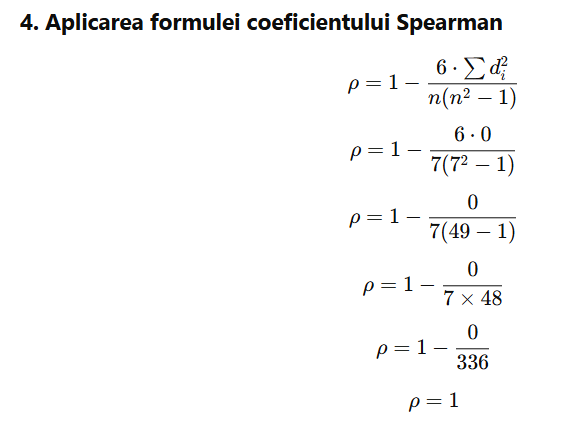 4. Aplicarea formulei coeficientului Spearman
ρ = 1 − 6 · ∑ dᵢ² / n(n² − 1)
ρ = 1 − 6 · 0 / 7(7² − 1)
ρ = 1 − 0 / 7(49 − 1)
ρ = 1 − 0 / 7 × 48
ρ = 1 − 0 / 336
ρ = 1